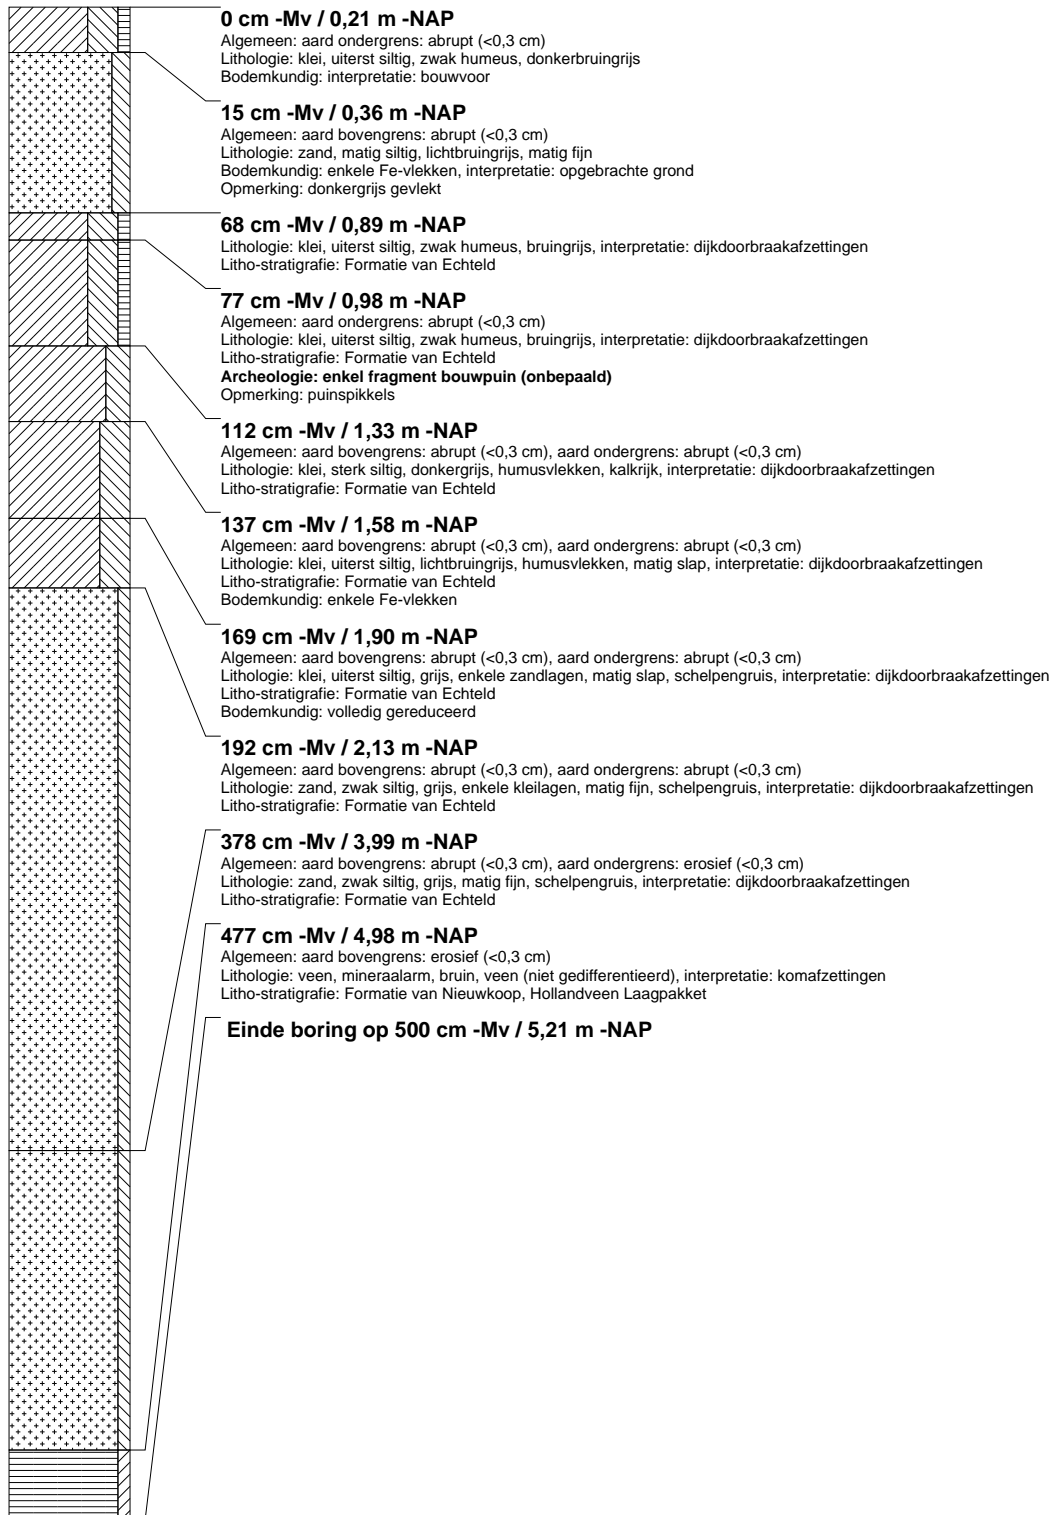 0 cm -Mv / 0,21 m -NAP
Algemeen: aard ondergrens: abrupt (<0,3 cm)
Lithologie: klei, uiterst siltig, zwak humeus, donkerbruingrijs
Bodemkundig: interpretatie: bouwvoor
15 cm -Mv / 0,36 m -NAP
Algemeen: aard bovengrens: abrupt (<0,3 cm)
Lithologie: zand, matig siltig, lichtbruingrijs, matig fijn
Bodemkundig: enkele Fe-vlekken, interpretatie: opgebrachte grond
Opmerking: donkergrijs gevlekt
68 cm -Mv / 0,89 m -NAP
Lithologie: klei, uiterst siltig, zwak humeus, bruingrijs, interpretatie: dijkdoorbraakafzettingen
Litho-stratigrafie: Formatie van Echteld
77 cm -Mv / 0,98 m -NAP
Algemeen: aard ondergrens: abrupt (<0,3 cm)
Lithologie: klei, uiterst siltig, zwak humeus, bruingrijs, interpretatie: dijkdoorbraakafzettingen
Litho-stratigrafie: Formatie van Echteld
Archeologie: enkel fragment bouwpuin (onbepaald)
Opmerking: puinspikkels
112 cm -Mv / 1,33 m -NAP
Algemeen: aard bovengrens: abrupt (<0,3 cm), aard ondergrens: abrupt (<0,3 cm)
Lithologie: klei, sterk siltig, donkergrijs, humusvlekken, kalkrijk, interpretatie: dijkdoorbraakafzettingen
Litho-stratigrafie: Formatie van Echteld
137 cm -Mv / 1,58 m -NAP
Algemeen: aard bovengrens: abrupt (<0,3 cm), aard ondergrens: abrupt (<0,3 cm)
Lithologie: klei, uiterst siltig, lichtbruingrijs, humusvlekken, matig slap, interpretatie: dijkdoorbraakafzettingen
Litho-stratigrafie: Formatie van Echteld
Bodemkundig: enkele Fe-vlekken
169 cm -Mv / 1,90 m -NAP
Algemeen: aard bovengrens: abrupt (<0,3 cm), aard ondergrens: abrupt (<0,3 cm)
Lithologie: klei, uiterst siltig, grijs, enkele zandlagen, matig slap, schelpengruis, interpretatie: dijkdoorbraakafzettingen
Litho-stratigrafie: Formatie van Echteld
Bodemkundig: volledig gereduceerd
192 cm -Mv / 2,13 m -NAP
Algemeen: aard bovengrens: abrupt (<0,3 cm), aard ondergrens: abrupt (<0,3 cm)
Lithologie: zand, zwak siltig, grijs, enkele kleilagen, matig fijn, schelpengruis, interpretatie: dijkdoorbraakafzettingen
Litho-stratigrafie: Formatie van Echteld
378 cm -Mv / 3,99 m -NAP
Algemeen: aard bovengrens: abrupt (<0,3 cm), aard ondergrens: erosief (<0,3 cm)
Lithologie: zand, zwak siltig, grijs, matig fijn, schelpengruis, interpretatie: dijkdoorbraakafzettingen
Litho-stratigrafie: Formatie van Echteld
477 cm -Mv / 4,98 m -NAP
Algemeen: aard bovengrens: erosief (<0,3 cm)
Lithologie: veen, mineraalarm, bruin, veen (niet gedifferentieerd), interpretatie: komafzettingen
Litho-stratigrafie: Formatie van Nieuwkoop, Hollandveen Laagpakket
Einde boring op 500 cm -Mv / 5,21 m -NAP